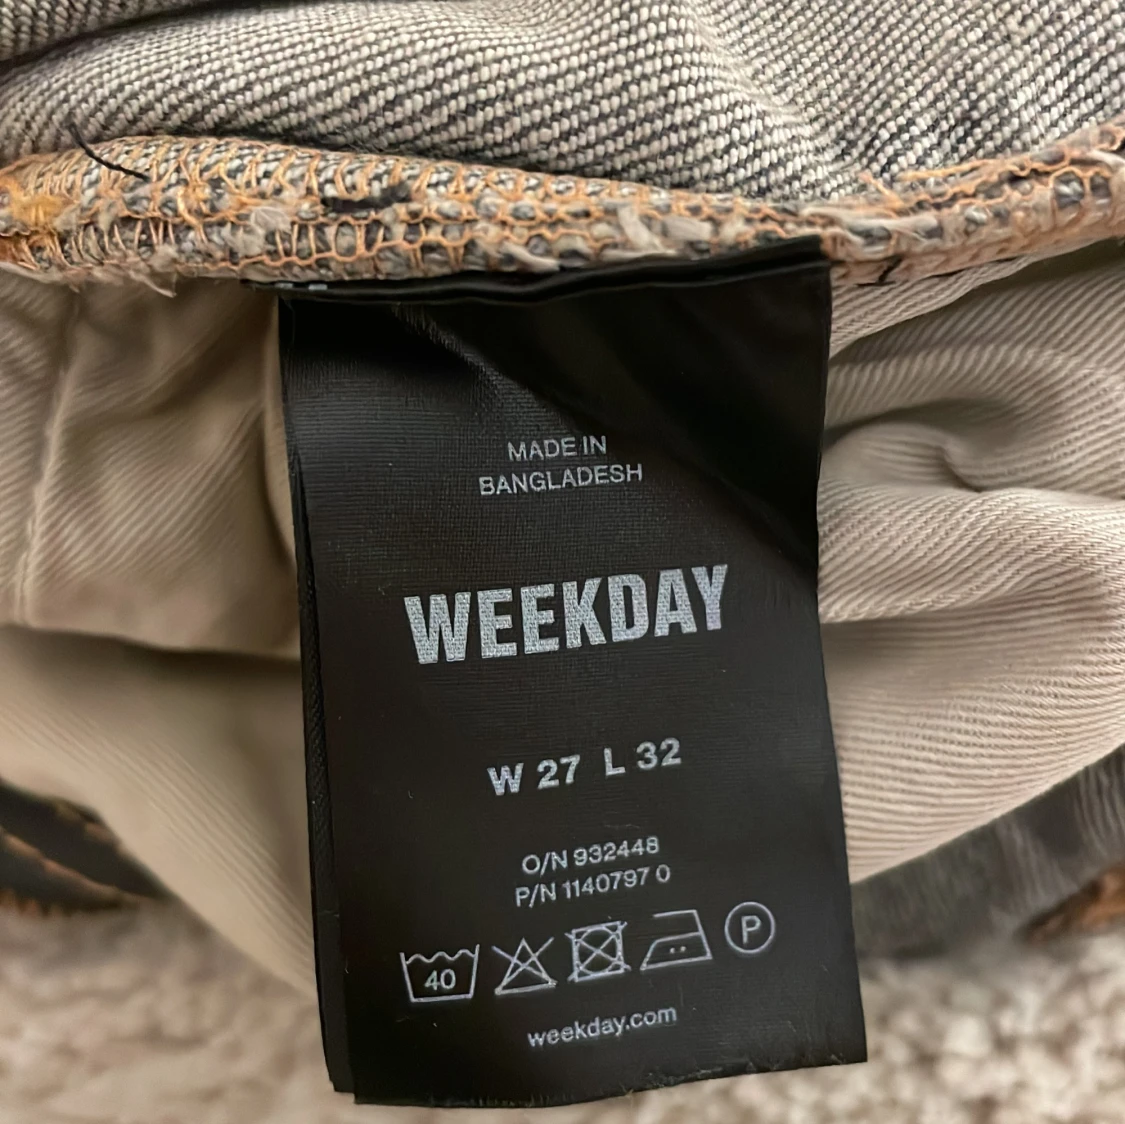 MADE IN
BANGLADESH
WEEKDAY
W 27 L 32
O/N 932448
P/N 1140797 0
40 P
weekday.com